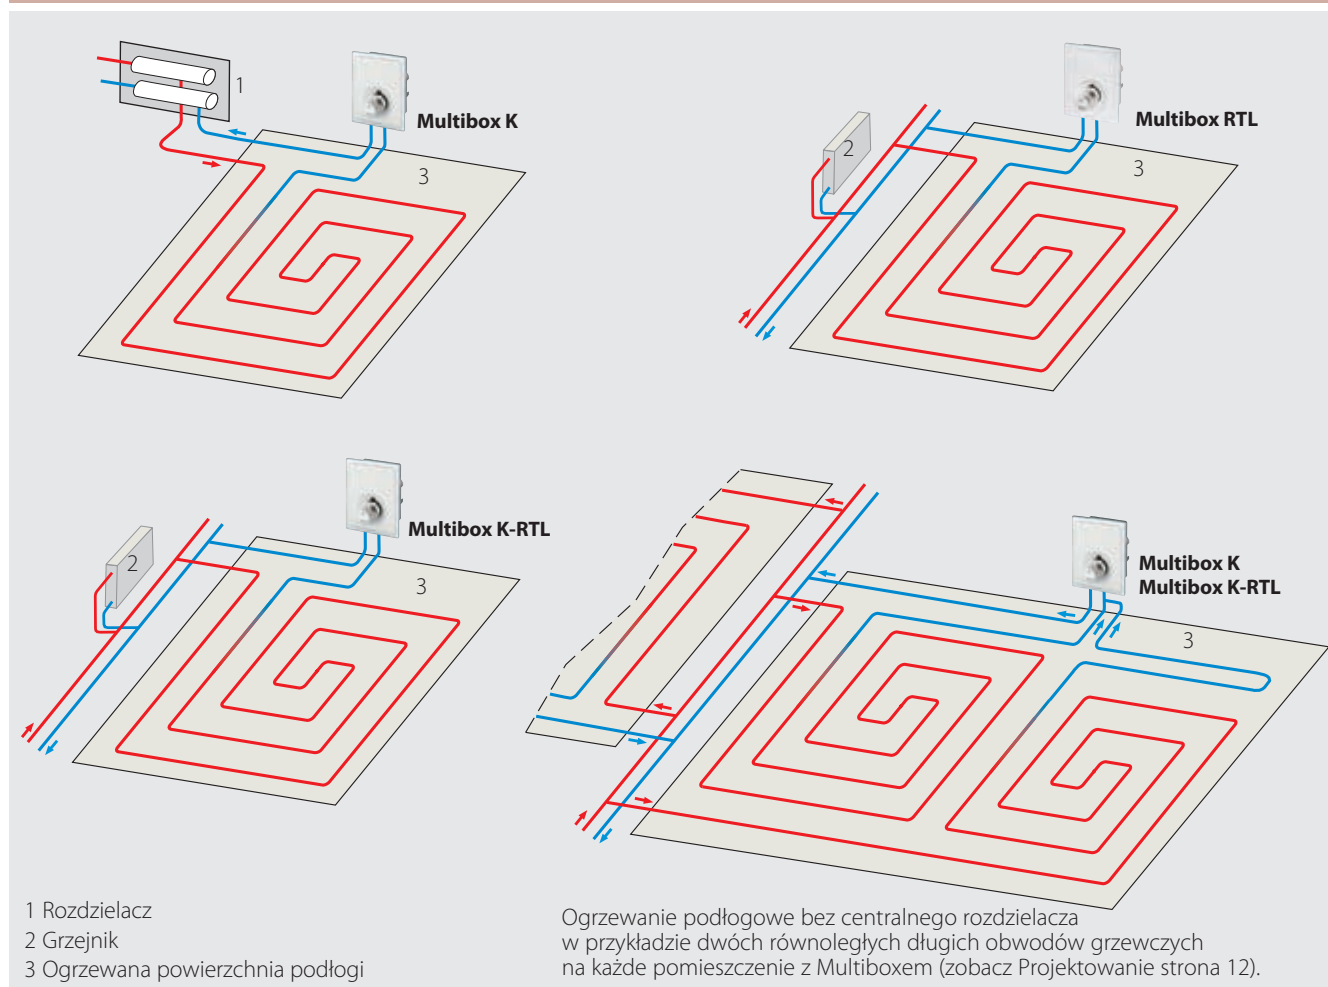 1
Multibox K
3
2
Multibox RTL
3
2
Multibox K-RTL
3
Multibox K
Multibox K-RTL
3
1 Rozdzielacz
2 Grzejnik
3 Ogrzewana powierzchnia podłogi
Ogrzewanie podłogowe bez centralnego rozdzielacza
w przykładzie dwóch równoległych długich obwodów grzewczych
na każde pomieszczenie z Multiboxem (zobacz Projektowanie strona 12).